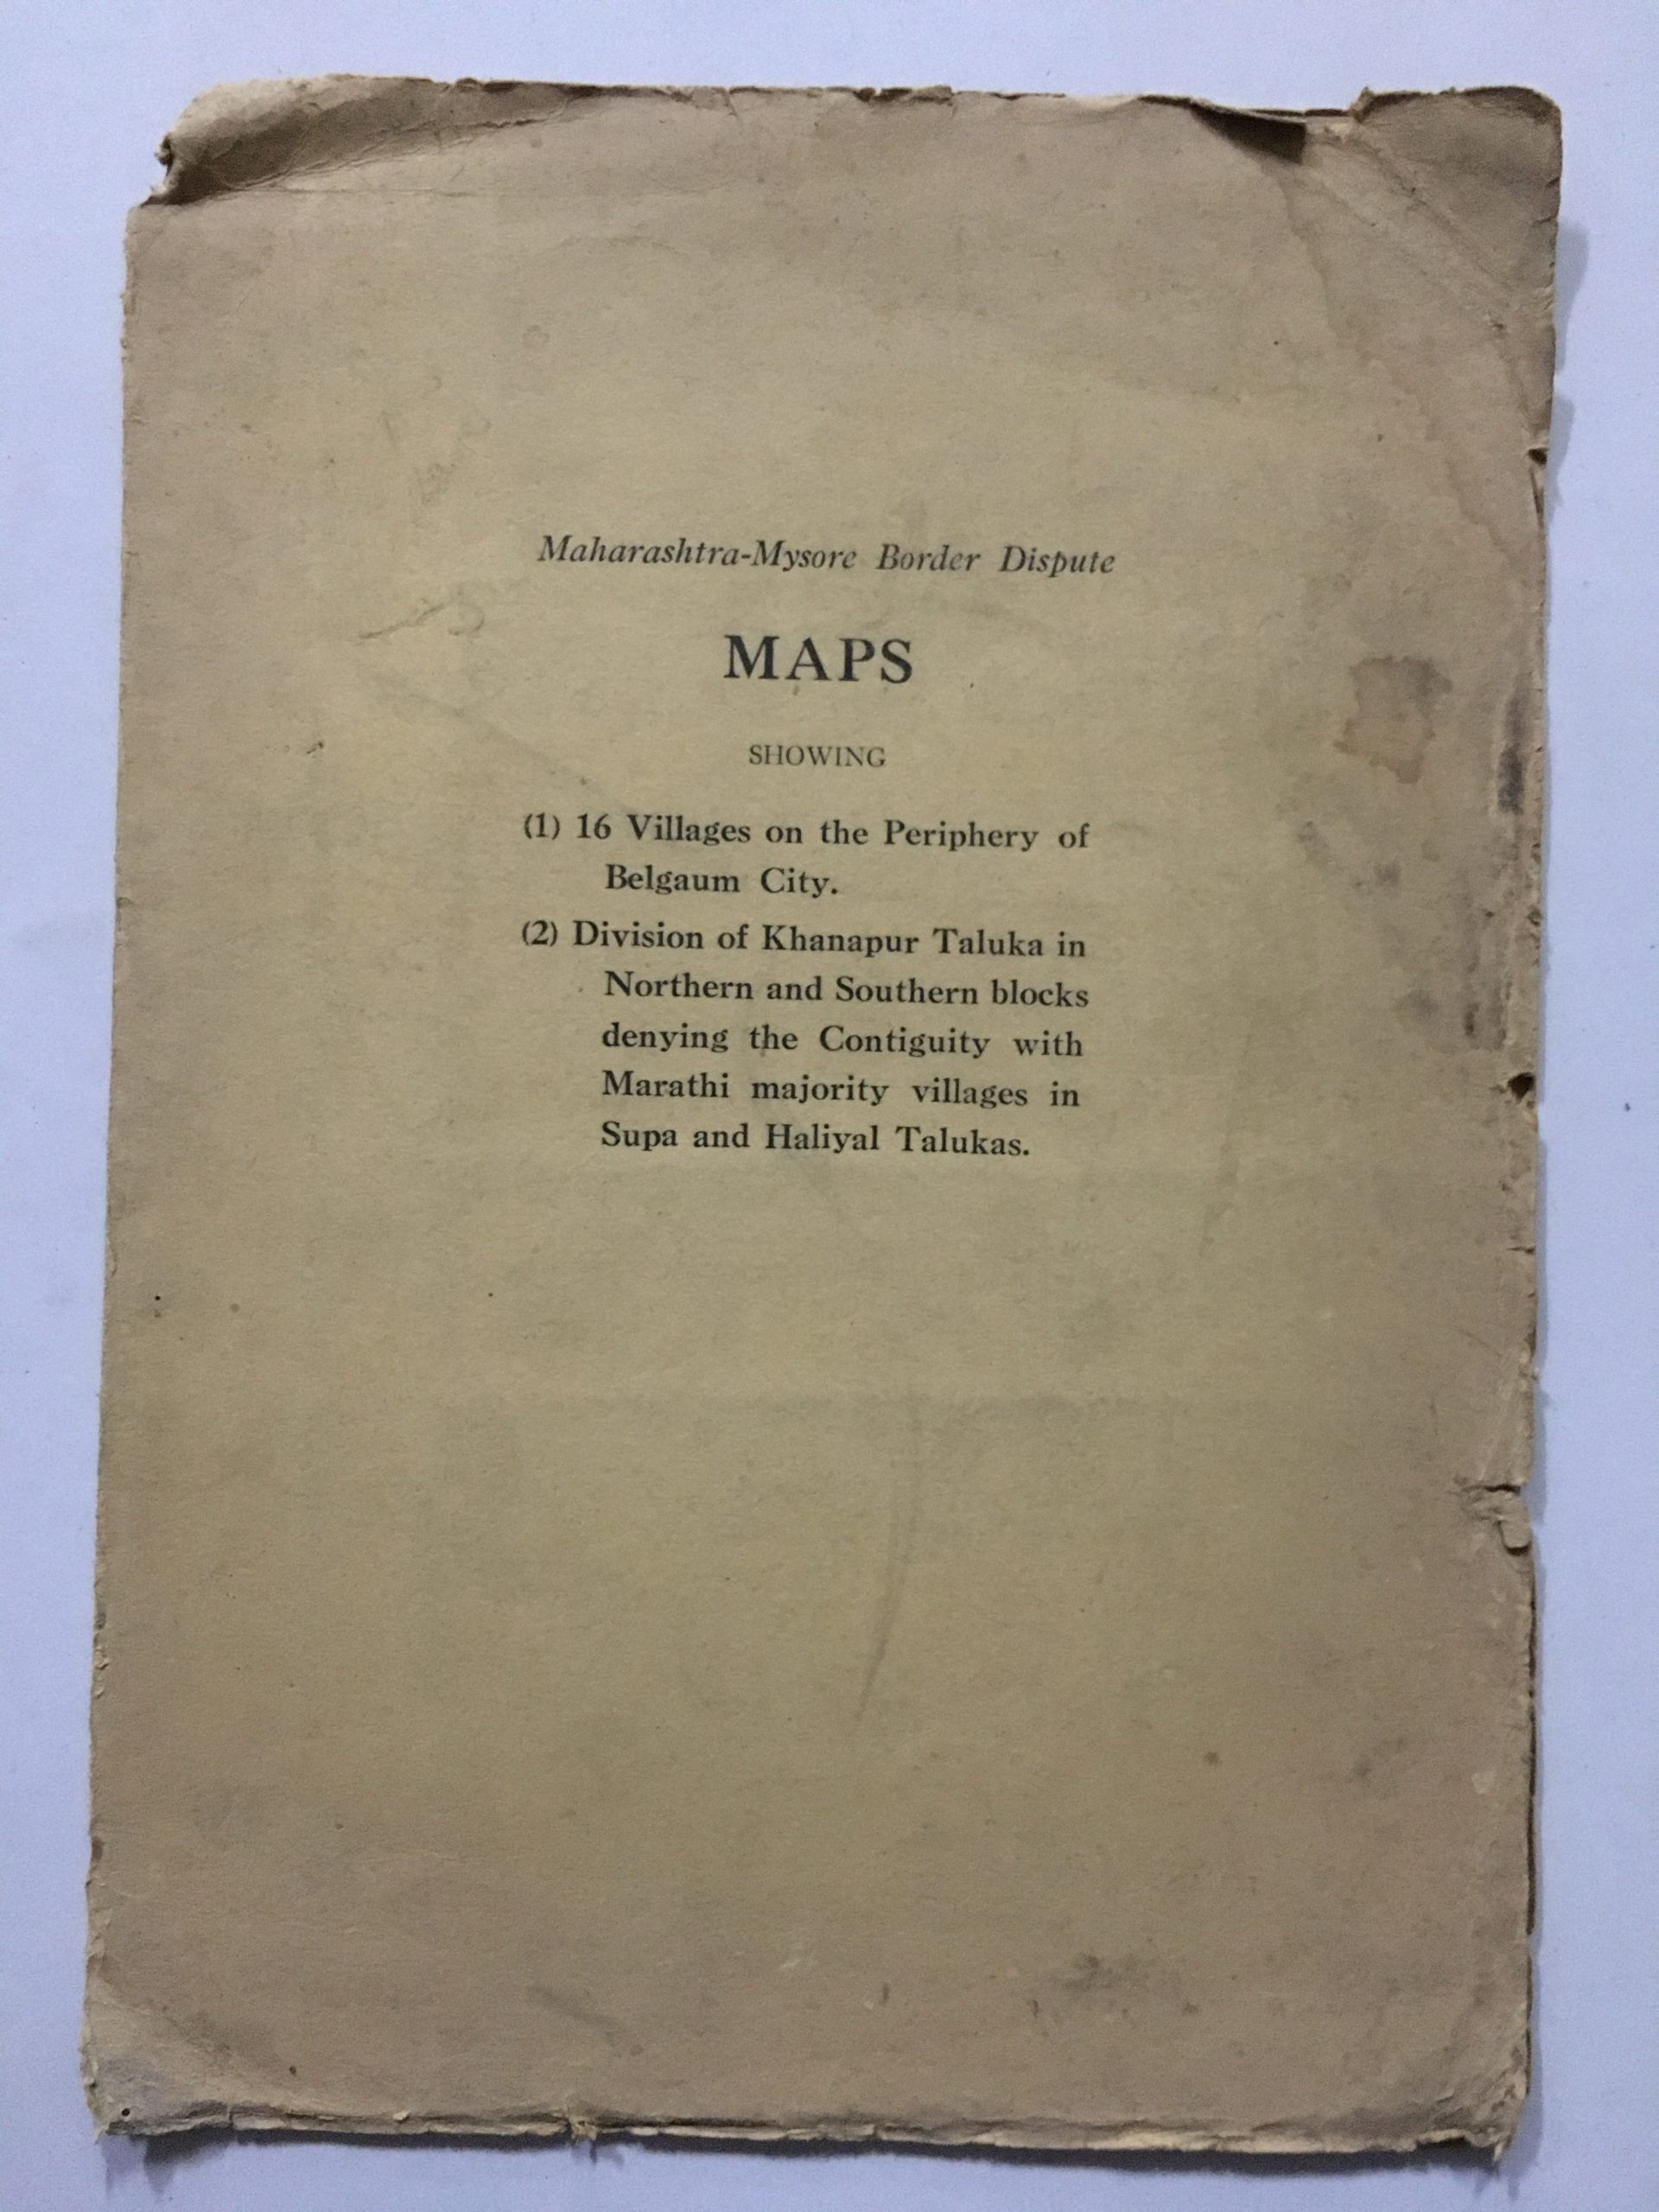 Maharashtra-Mysore Border Dispute
MAPS
SHOWING
(1) 16 Villages on the Periphery of
Belgaum City.
(2) Division of Khanapur Taluka in
Northern and Southern blocks
denying the Contiguity with
Marathi majority villages in
Supa and Haliyal Talukas.